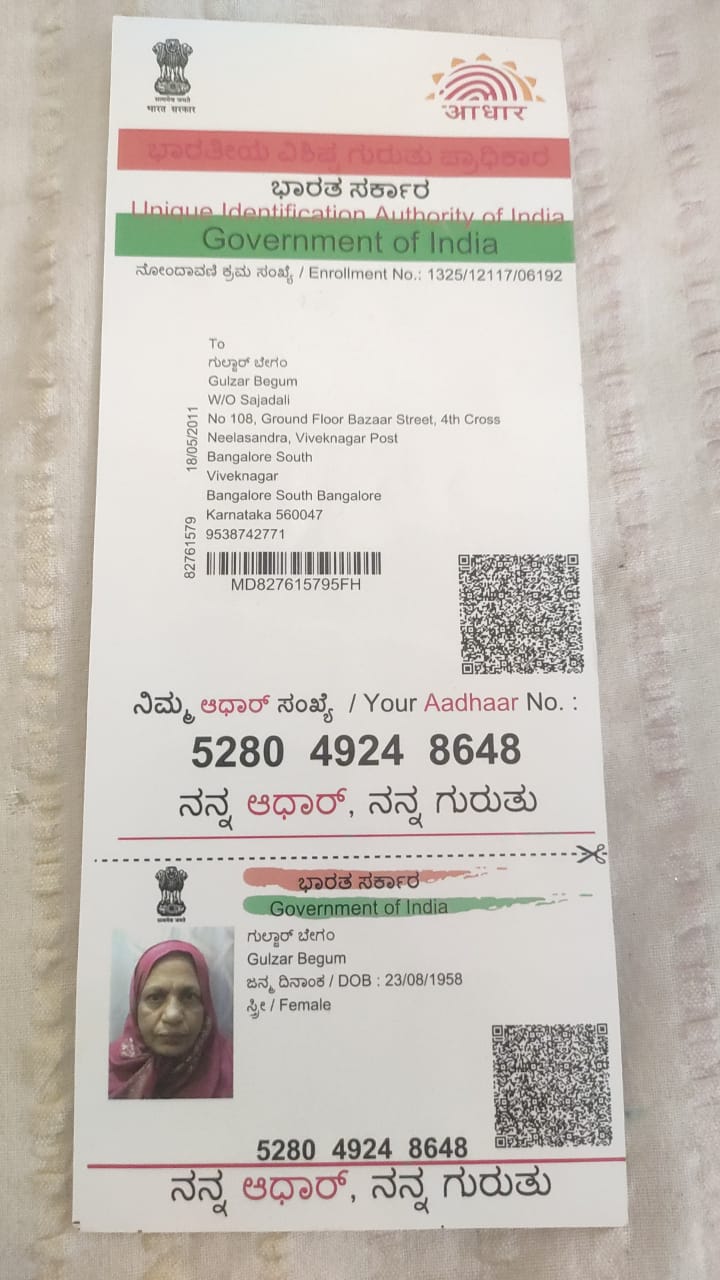 सत्यमेव जयते
भारत सरकार
आधार
ಭಾರತೀಯ ವಿಶಿಷ್ಟ ಗುರುತು ಪ್ರಾಧಿಕಾರ
ಭಾರತ ಸರ್ಕಾರ
Unique Identification Authority of India
Government of India
ನೋಂದಾವಣಿ ಕ್ರಮ ಸಂಖ್ಯೆ / Enrollment No.: 1325/12117/06192
To
ಗುಲ್ಜಾರ್ ಬೇಗಂ
Gulzar Begum
W/O Sajadali
No 108, Ground Floor Bazaar Street, 4th Cross
Neelasandra, Viveknagar Post
Bangalore South
Viveknagar
Bangalore South Bangalore
Karnataka 560047
9538742771
18/05/2011
82761579
MD827615795FH
ನಿಮ್ಮ ಆಧಾರ್ ಸಂಖ್ಯೆ / Your Aadhaar No. :
5280 4924 8648
ನನ್ನ ಆಧಾರ್, ನನ್ನ ಗುರುತು
ಭಾರತ ಸರ್ಕಾರ
Government of India
ಗುಲ್ಜಾರ್ ಬೇಗಂ
Gulzar Begum
ಜನ್ಮ ದಿನಾಂಕ / DOB : 23/08/1958
ಸ್ತ್ರೀ / Female
5280 4924 8648
ನನ್ನ ಆಧಾರ್, ನನ್ನ ಗುರುತು